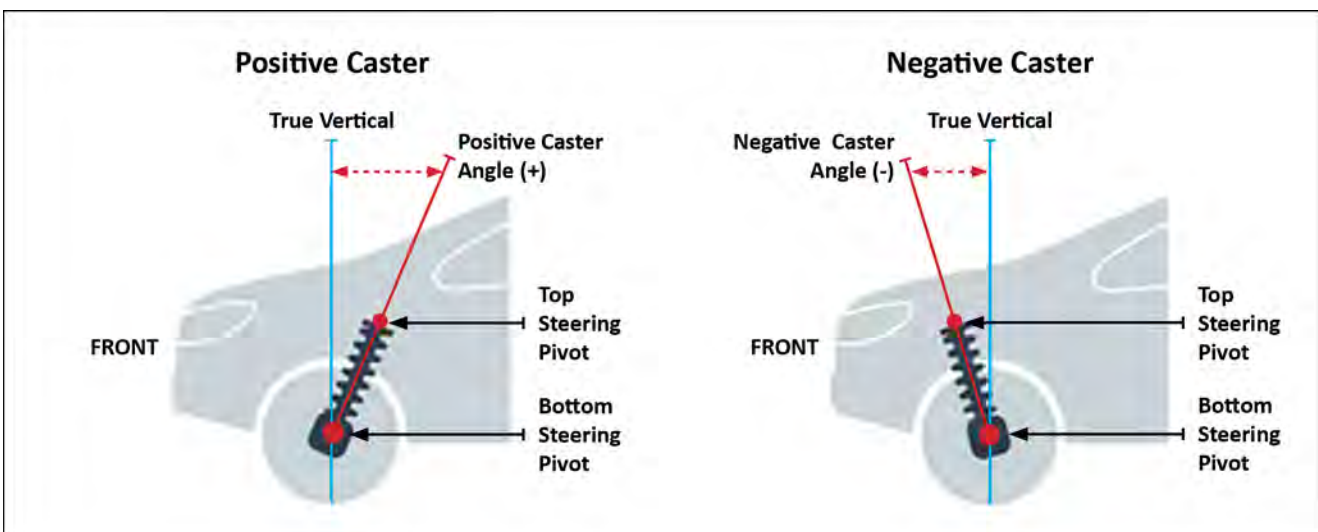 Positive Caster
True Vertical
Positive Caster
Angle (+)
FRONT
Top
Steering
Pivot
Bottom
Steering
Pivot
Negative Caster
True Vertical
Negative Caster
Angle (-)
FRONT
Top
Steering
Pivot
Bottom
Steering
Pivot